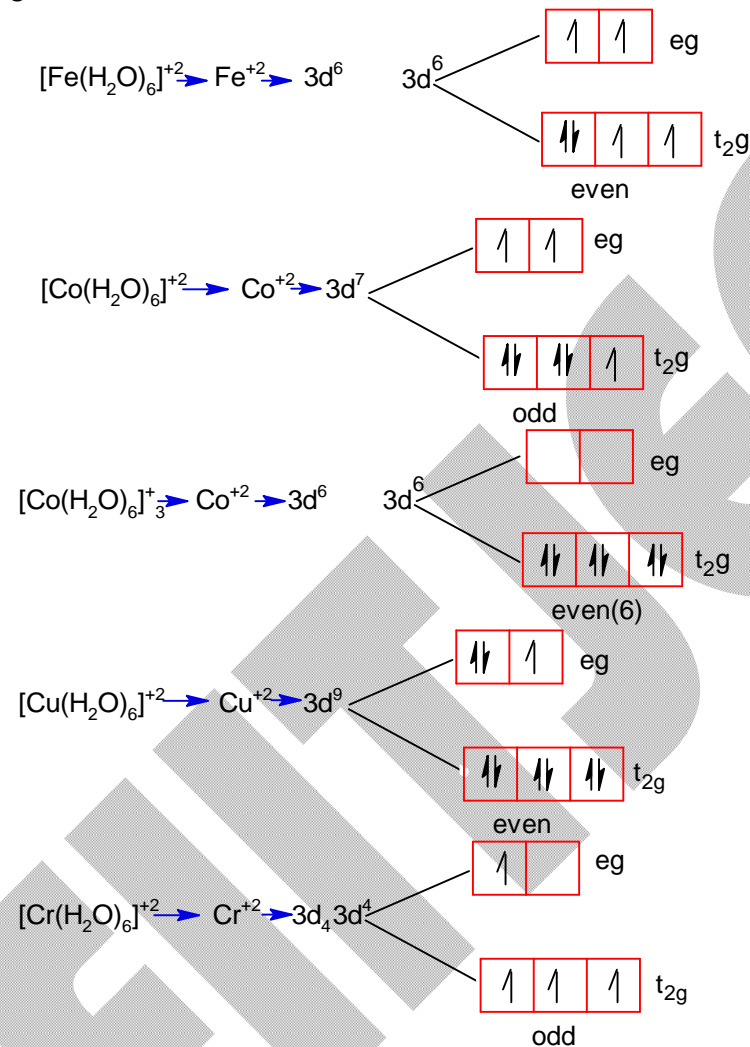 eg
[Fe(H₂O)₆]⁺² → Fe⁺² → 3d⁶ 3d⁶
t₂g
even
eg
[Co(H₂O)₆]⁺² → Co⁺² → 3d⁷
t₂g
odd
eg
[Co(H₂O)₆]⁺₃ → Co⁺² → 3d⁶ 3d⁶
t₂g
even(6)
eg
[Cu(H₂O)₆]⁺² → Cu⁺² → 3d⁹
t₂g
even
eg
[Cr(H₂O)₆]⁺² → Cr⁺² → 3d₄ 3d⁴
t₂g
odd